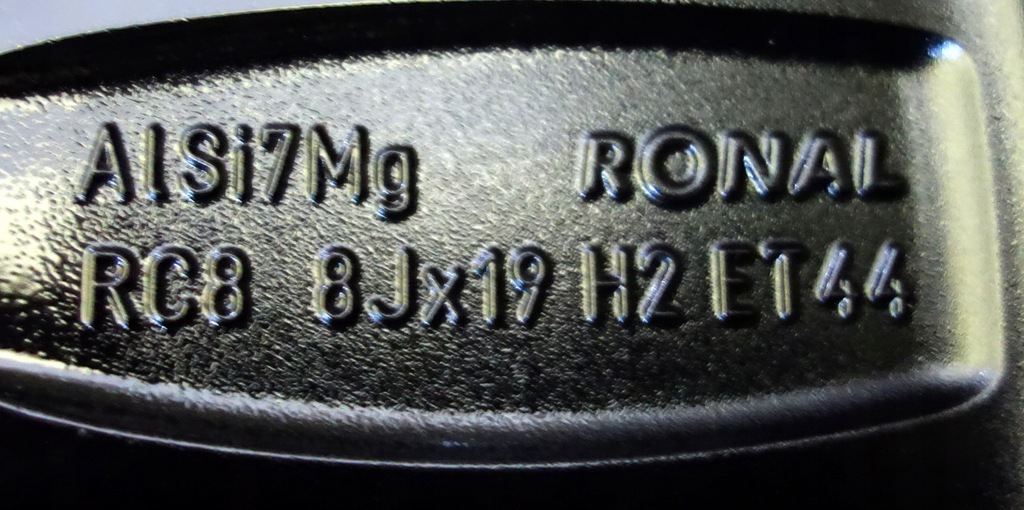 AlSi7Mg RONAL
RC8 8Jx19 H2 ET44